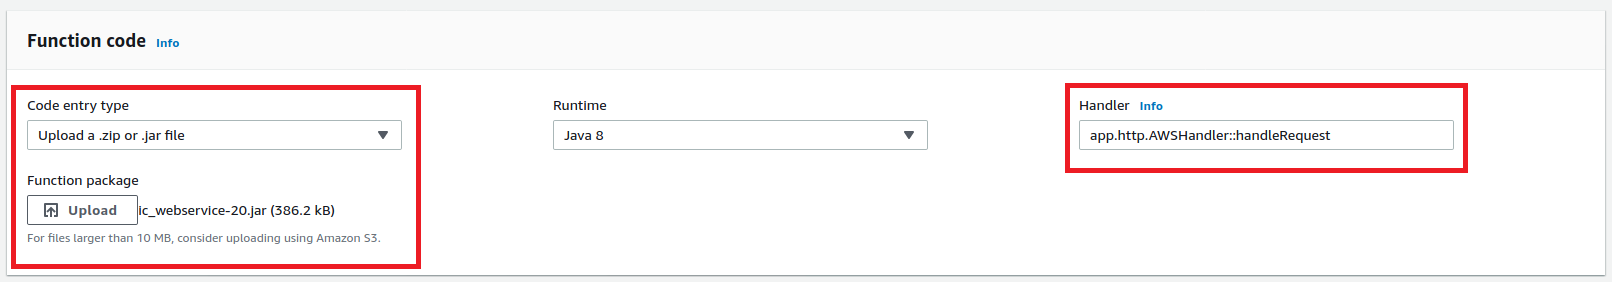 Function code Info
Code entry type
Upload a .zip or .jar file
Runtime
Java 8
Handler Info
app.http.AWSHandler::handleRequest
Function package
Upload ic_webservice-20.jar (386.2 kB)
For files larger than 10 MB, consider uploading using Amazon S3.